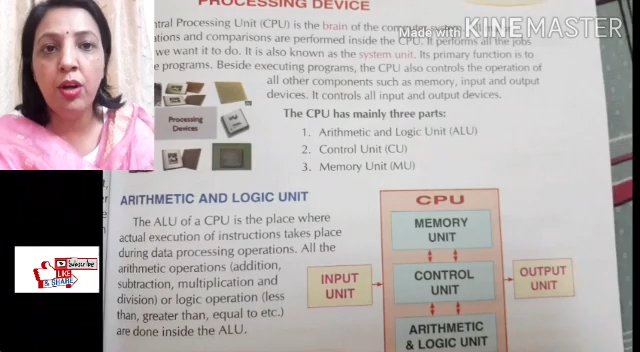 PROCESSING DEVICE
ntral Processing Unit (CPU) is the brain of the computer
Made with KINEMASTER
ations and comparisons are performed inside the CPU. It performs all the jobs
we want it to do. It is also known as the system unit. Its primary function is to
e programs. Beside executing programs, the CPU also controls the operation of
all other components such as memory, input and output
devices. It controls all input and output devices.
Processing
Devices
The CPU has mainly three parts:
1. Arithmetic and Logic Unit (ALU)
2. Control Unit (CU)
3. Memory Unit (MU)
ARITHMETIC AND LOGIC UNIT
The ALU of a CPU is the place where
actual execution of instructions takes place
during data processing operations. All the
arithmetic operations (addition,
subtraction, multiplication and
division) or logic operation (less
than, greater than, equal to etc.)
are done inside the ALU.
CPU
MEMORY
UNIT
INPUT
UNIT
CONTROL
UNIT
OUTPUT
UNIT
ARITHMETIC
& LOGIC UNIT
Subscribe
LIKE
& SHARE